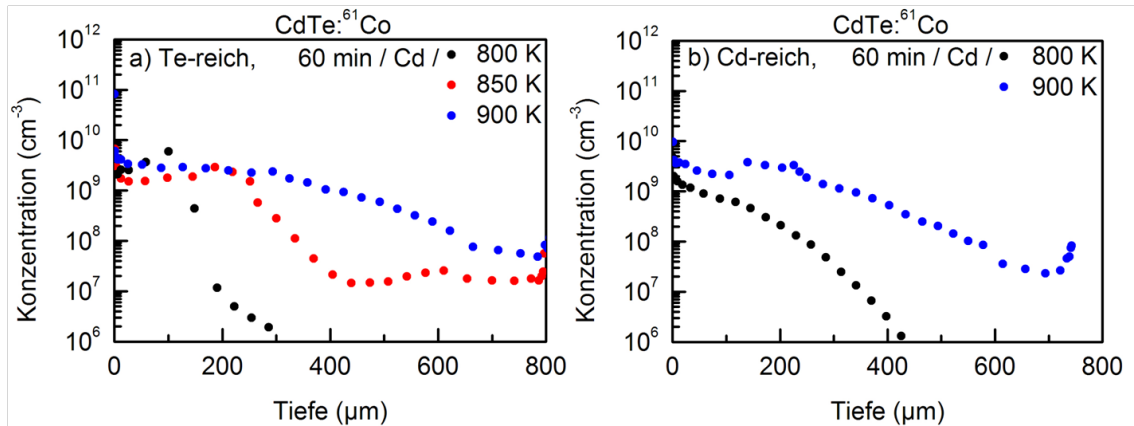 CdTe:⁶¹Co
a) Te-reich, 60 min / Cd / 800 K
850 K
900 K
10¹²
10¹¹
10¹⁰
10⁹
10⁸
10⁷
10⁶
Konzentration (cm⁻³)
0 200 400 600 800
Tiefe (µm)
CdTe:⁶¹Co
b) Cd-reich, 60 min / Cd / 800 K
900 K
10¹²
10¹¹
10¹⁰
10⁹
10⁸
10⁷
10⁶
Konzentration (cm⁻³)
0 200 400 600 800
Tiefe (µm)